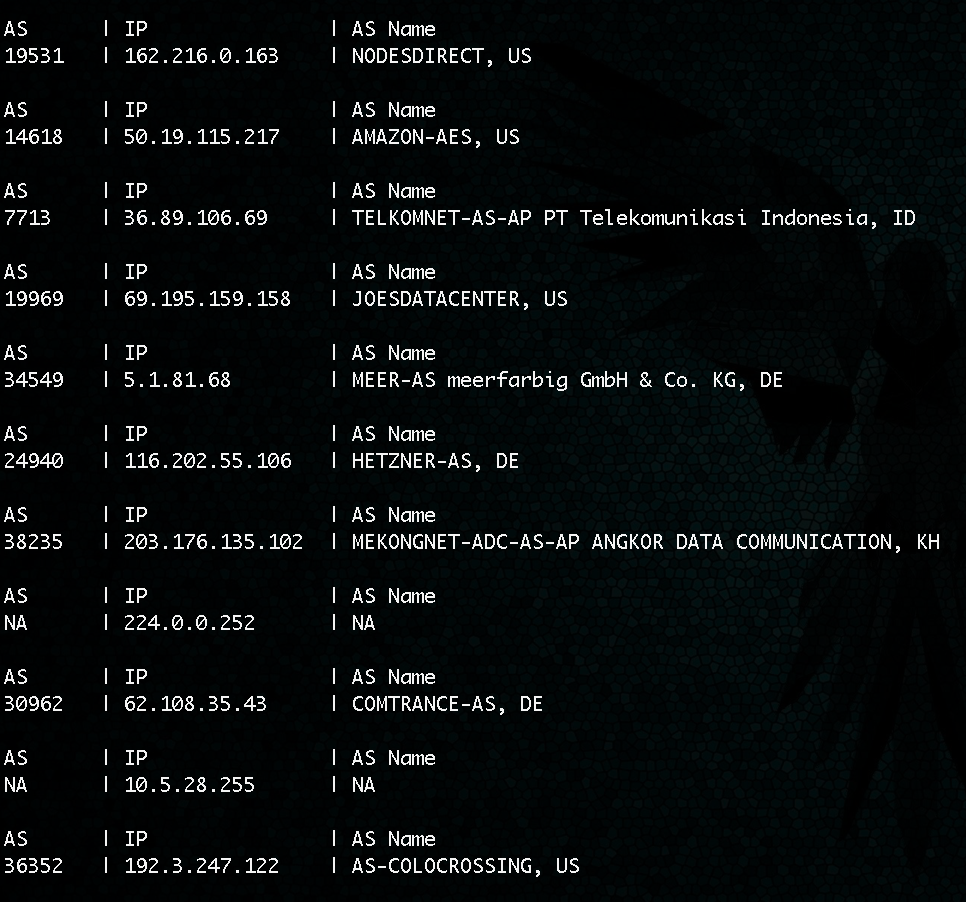 AS | IP | AS Name
19531 | 162.216.0.163 | NODESDIRECT, US
AS | IP | AS Name
14618 | 50.19.115.217 | AMAZON-AES, US
AS | IP | AS Name
7713 | 36.89.106.69 | TELKOMNET-AS-AP PT Telekomunikasi Indonesia, ID
AS | IP | AS Name
19969 | 69.195.159.158 | JOESDATACENTER, US
AS | IP | AS Name
34549 | 5.1.81.68 | MEER-AS meerfarbig GmbH & Co. KG, DE
AS | IP | AS Name
24940 | 116.202.55.106 | HETZNER-AS, DE
AS | IP | AS Name
38235 | 203.176.135.102 | MEKONGNET-ADC-AS-AP ANGKOR DATA COMMUNICATION, KH
AS | IP | AS Name
NA | 224.0.0.252 | NA
AS | IP | AS Name
30962 | 62.108.35.43 | COMTRANCE-AS, DE
AS | IP | AS Name
NA | 10.5.28.255 | NA
AS | IP | AS Name
36352 | 192.3.247.122 | AS-COLOCROSSING, US